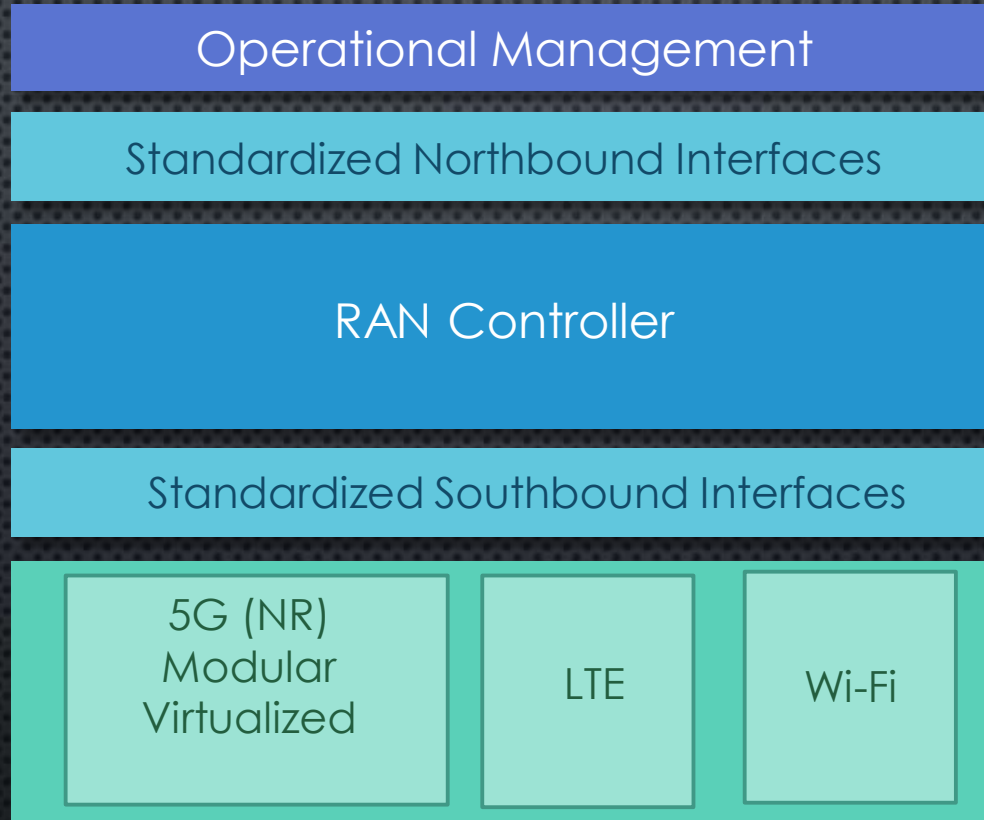 Operational Management
Standardized Northbound Interfaces
RAN Controller
Standardized Southbound Interfaces
5G (NR)
Modular
Virtualized
LTE
Wi-Fi